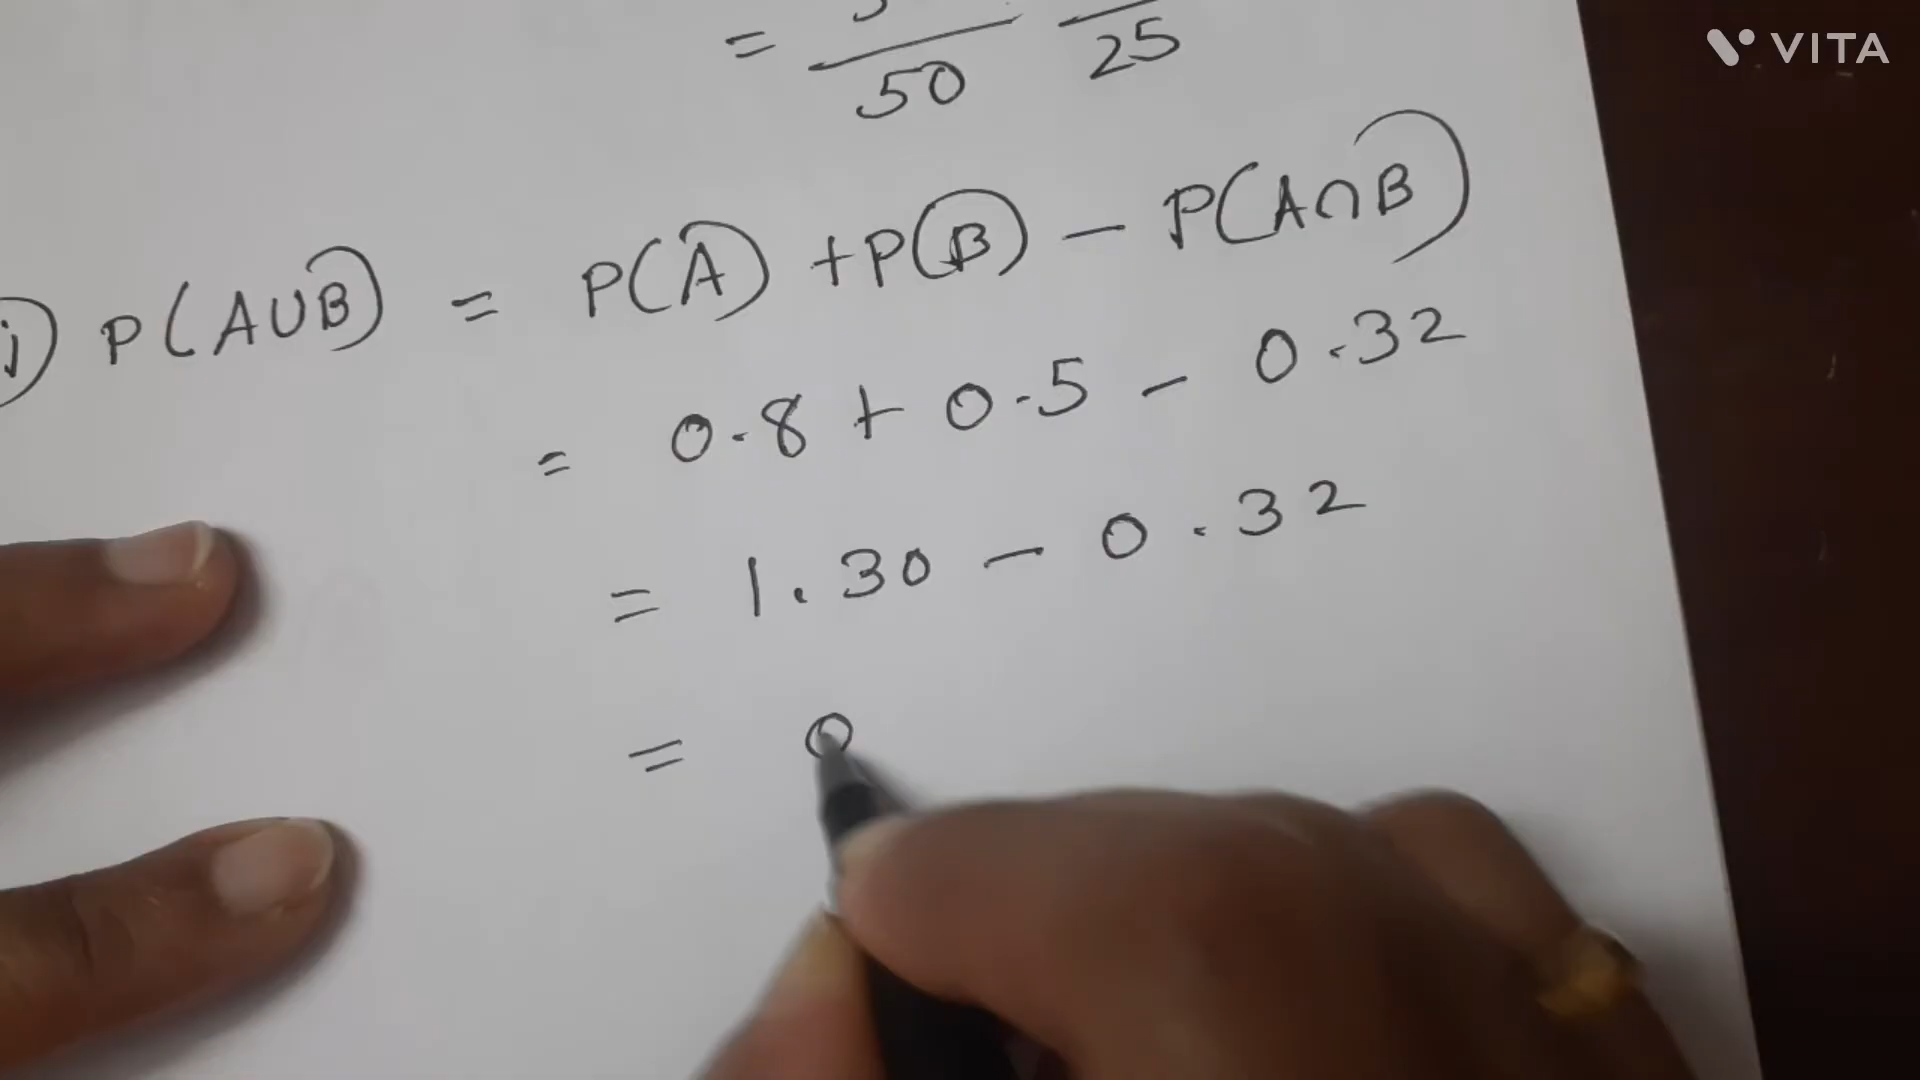 = 50 25
VITA
i) P(A∪B) = P(A) + P(B) - P(A∩B)
= 0.8 + 0.5 - 0.32
= 1.30 - 0.32
= 0